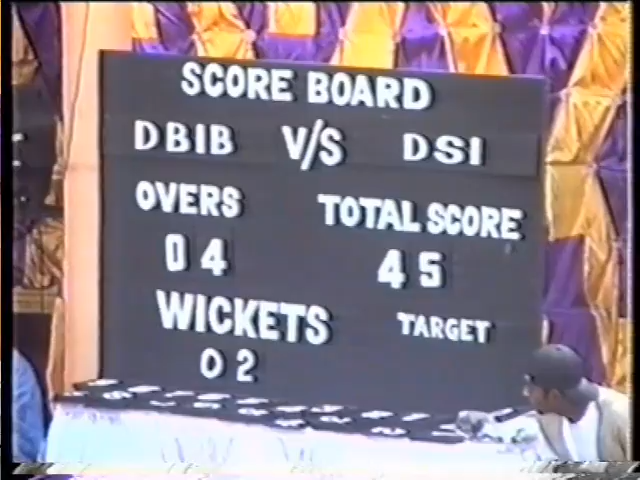 SCORE BOARD
DBIB V/S DSI
OVERS TOTAL SCORE
04 45
WICKETS TARGET
02